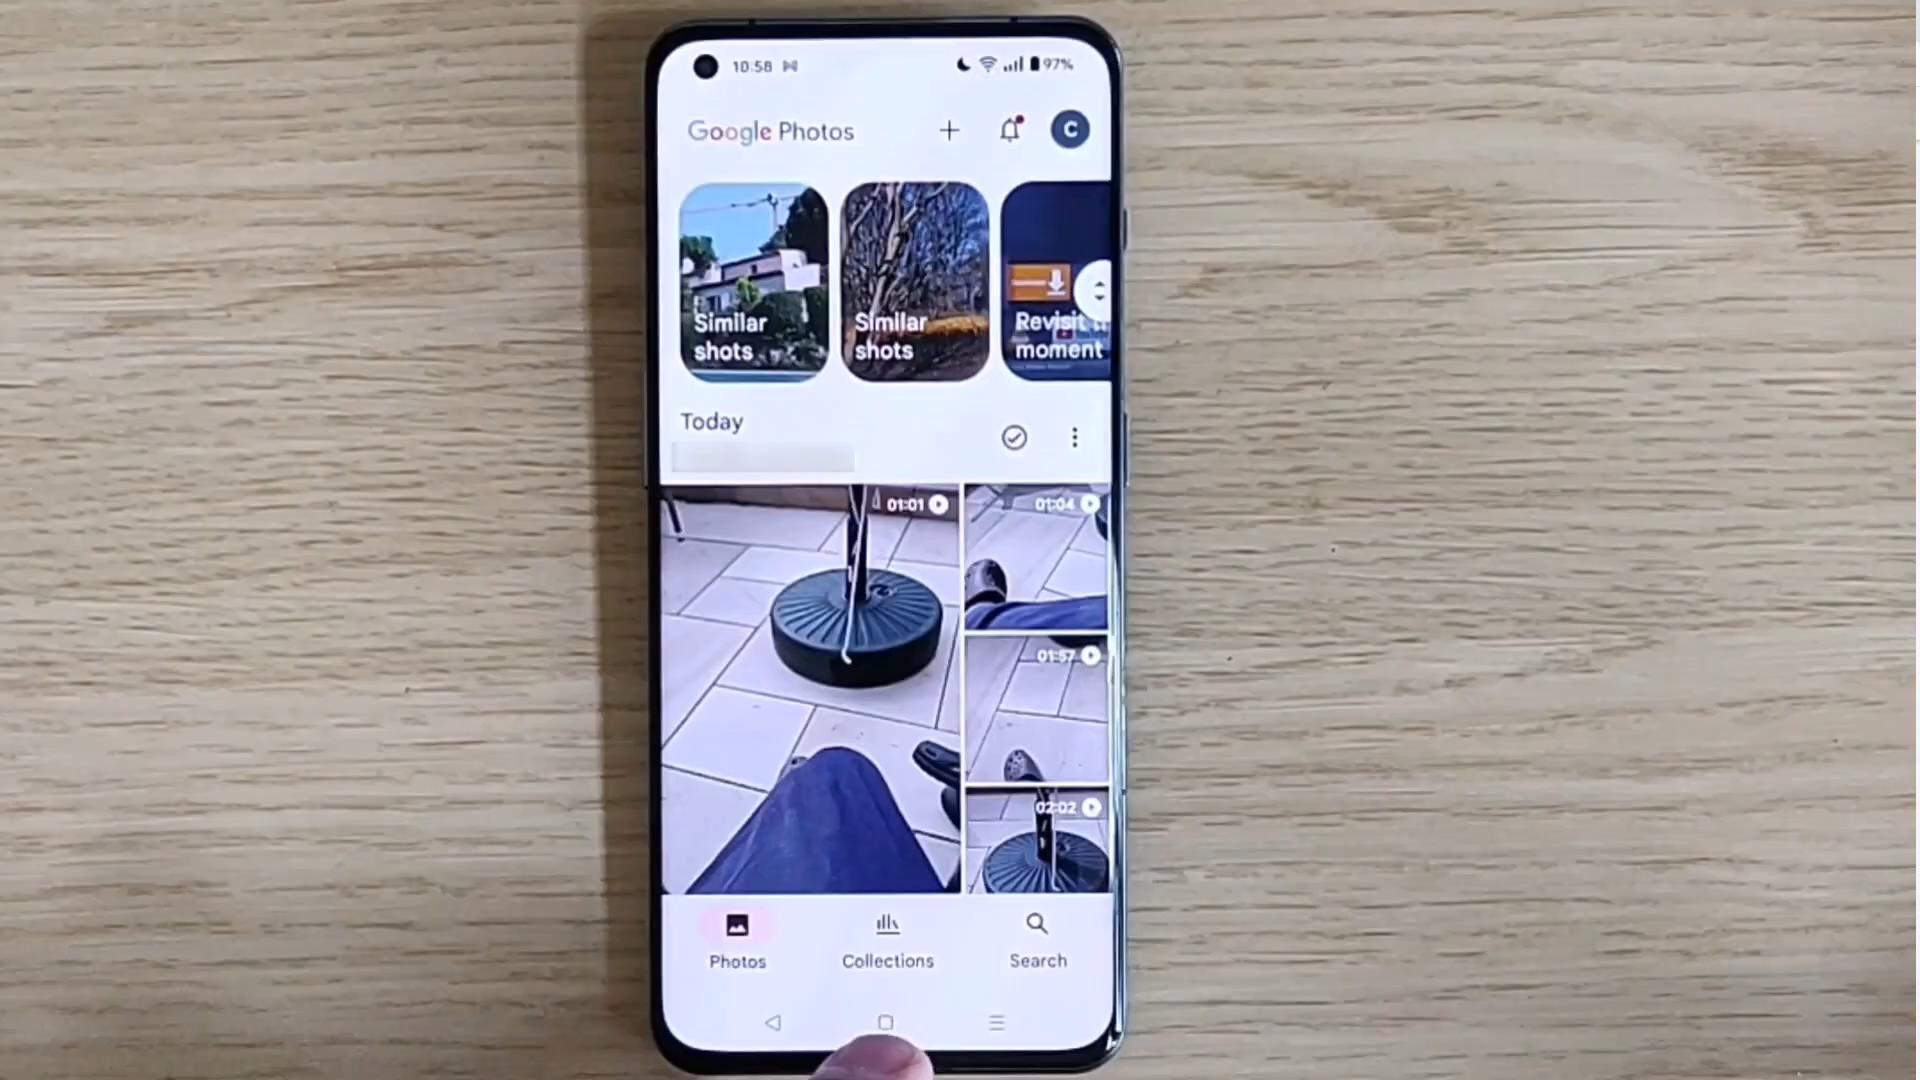 10:58
97%
Google Photos
C
Similar
shots
Similar
shots
Revisit
moment
Today
01:01
01:04
01:57
02:02
Photos
Collections
Search